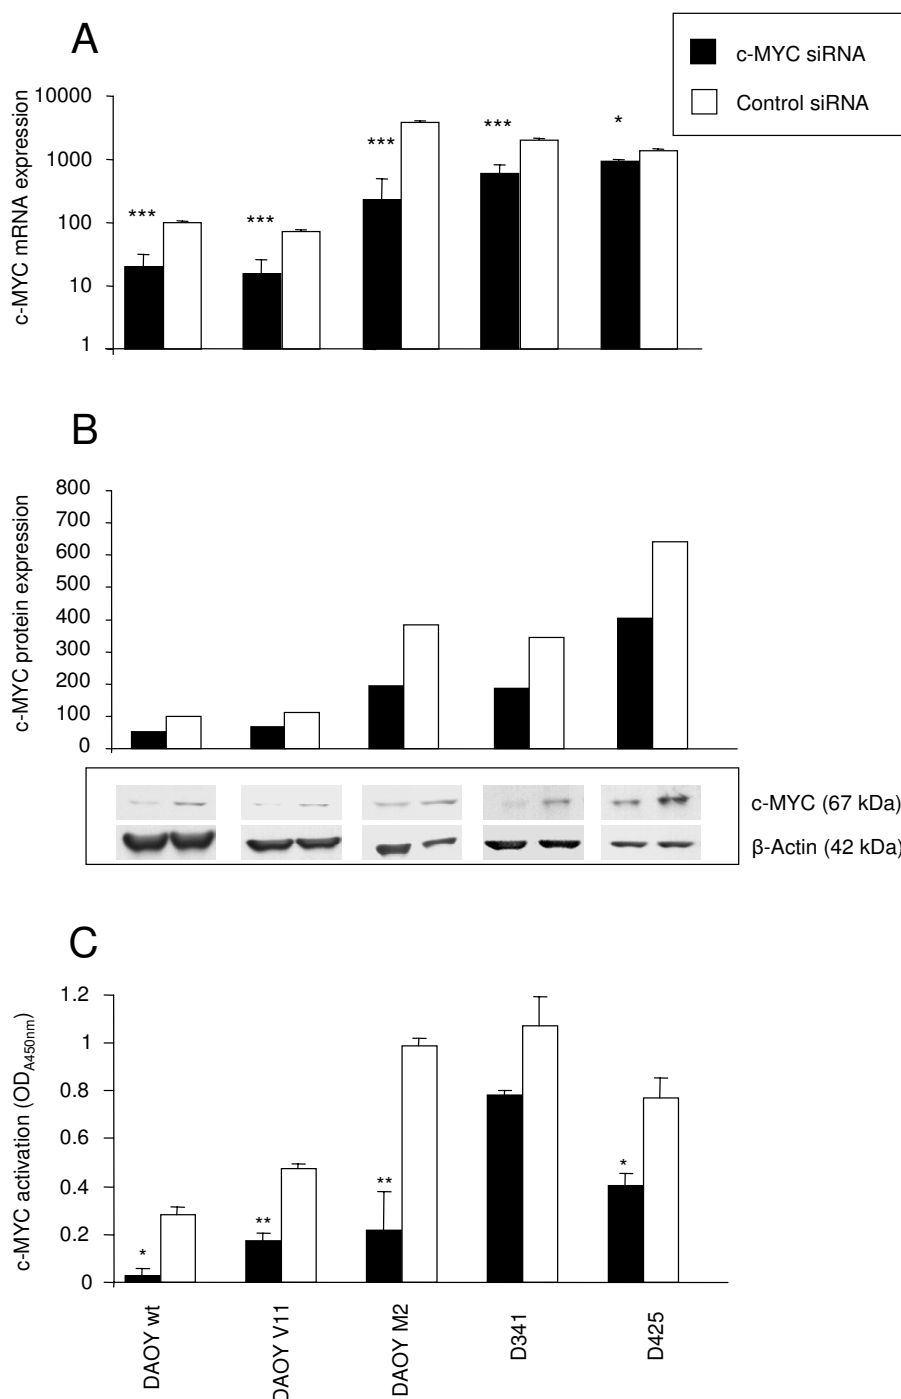 A
c-MYC siRNA
Control siRNA
c-MYC mRNA expression
10000
1000
100
10
1
***
***
***
***
*
B
c-MYC protein expression
800
700
600
500
400
300
200
100
0
c-MYC (67 kDa)
β-Actin (42 kDa)
C
c-MYC activation (OD A450nm)
1.2
1
0.8
0.6
0.4
0.2
0
*
**
**
*
DAOY wt
DAOY V11
DAOY M2
D341
D425